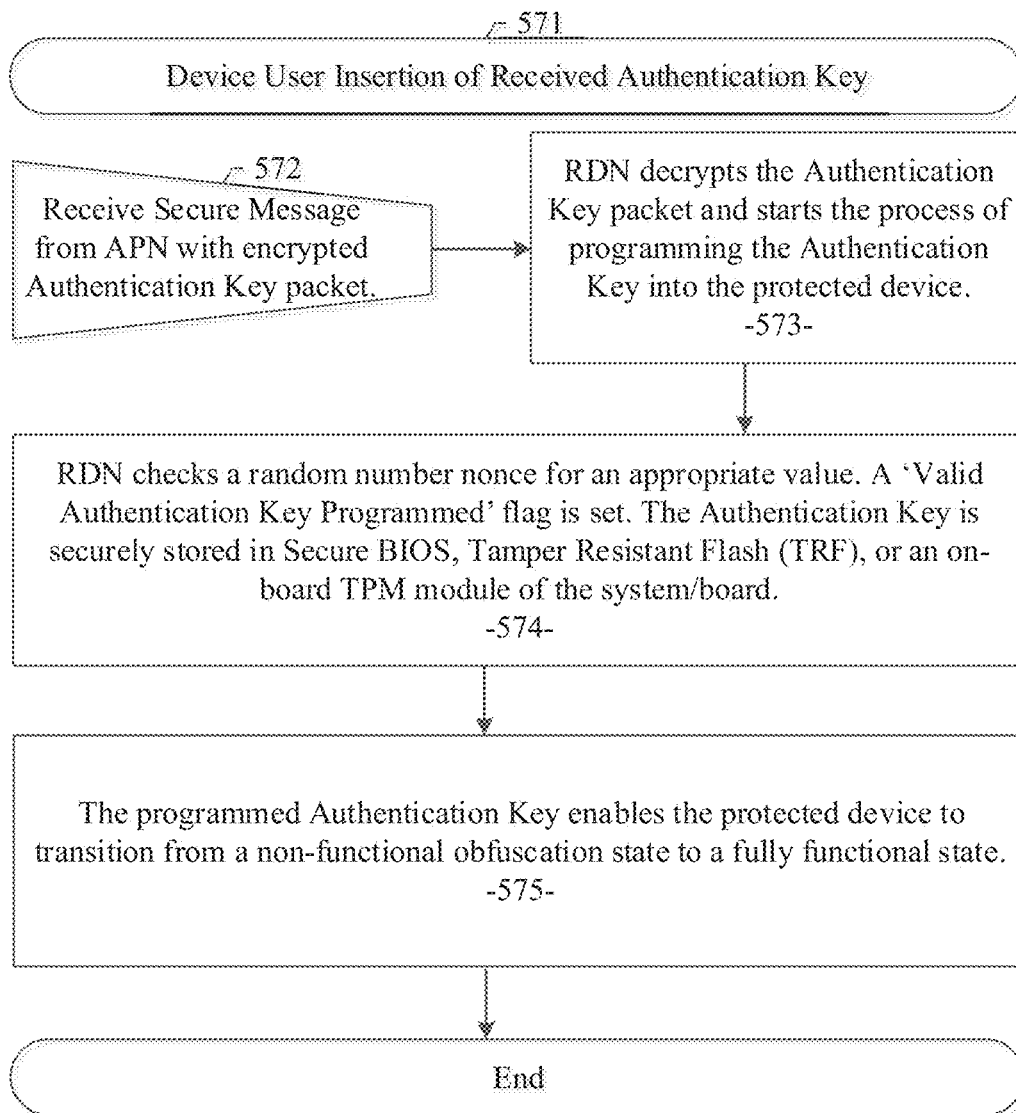 571
Device User Insertion of Received Authentication Key
572
Receive Secure Message
from APN with encrypted
Authentication Key packet.
RDN decrypts the Authentication
Key packet and starts the process of
programming the Authentication
Key into the protected device.
-573-
RDN checks a random number nonce for an appropriate value. A ‘Valid
Authentication Key Programmed’ flag is set. The Authentication Key is
securely stored in Secure BIOS, Tamper Resistant Flash (TRF), or an on-
board TPM module of the system/board.
-574-
The programmed Authentication Key enables the protected device to
transition from a non-functional obfuscation state to a fully functional state.
-575-
End